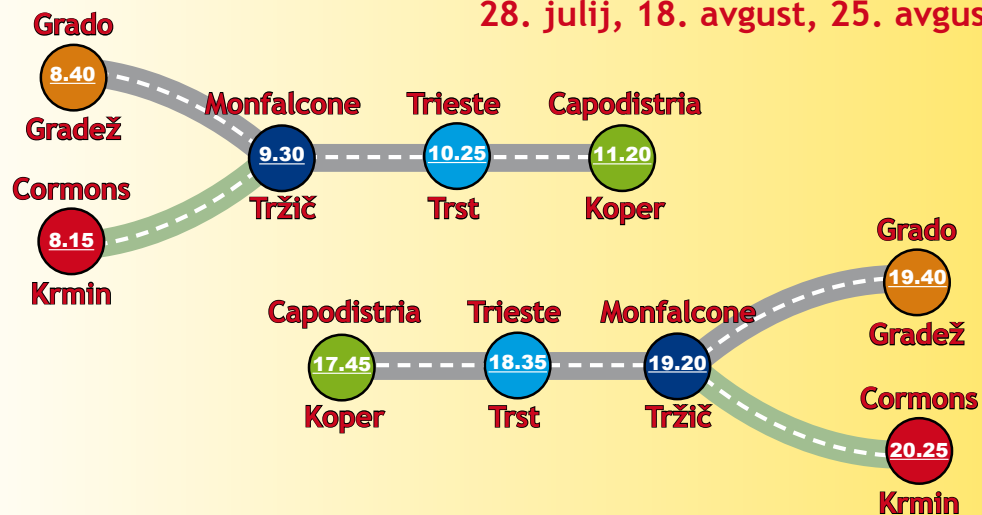 28. julij, 18. avgust, 25. avgus
Grado
8.40
Gradež
Monfalcone
9.30
Tržič
Trieste
10.25
Trst
Capodistria
11.20
Koper
Cormons
8.15
Krmin
Capodistria
17.45
Koper
Trieste
18.35
Trst
Monfalcone
19.20
Tržič
Grado
19.40
Gradež
Cormons
20.25
Krmin